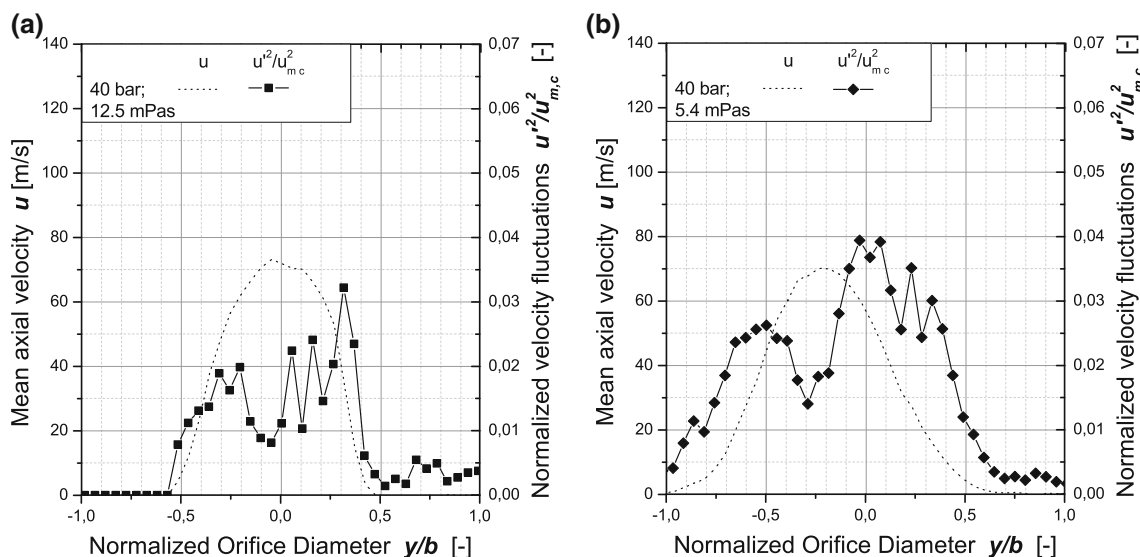 (a)
140
120
100
80
60
40
20
0
Mean axial velocity u [m/s]
u u'²/u²m c
40 bar;
12.5 mPas
0,07
0,06
0,05
0,04
0,03
0,02
0,01
0,00
Normalized velocity fluctuations u'²/u²m,c [-]
-1,0 -0,5 0,0 0,5 1,0
Normalized Orifice Diameter y/b [-]
(b)
140
120
100
80
60
40
20
0
Mean axial velocity u [m/s]
u u'²/u²m c
40 bar;
5.4 mPas
0,07
0,06
0,05
0,04
0,03
0,02
0,01
0,00
Normalized velocity fluctuations u'²/u²m,c [-]
-1,0 -0,5 0,0 0,5 1,0
Normalized Orifice Diameter y/b [-]